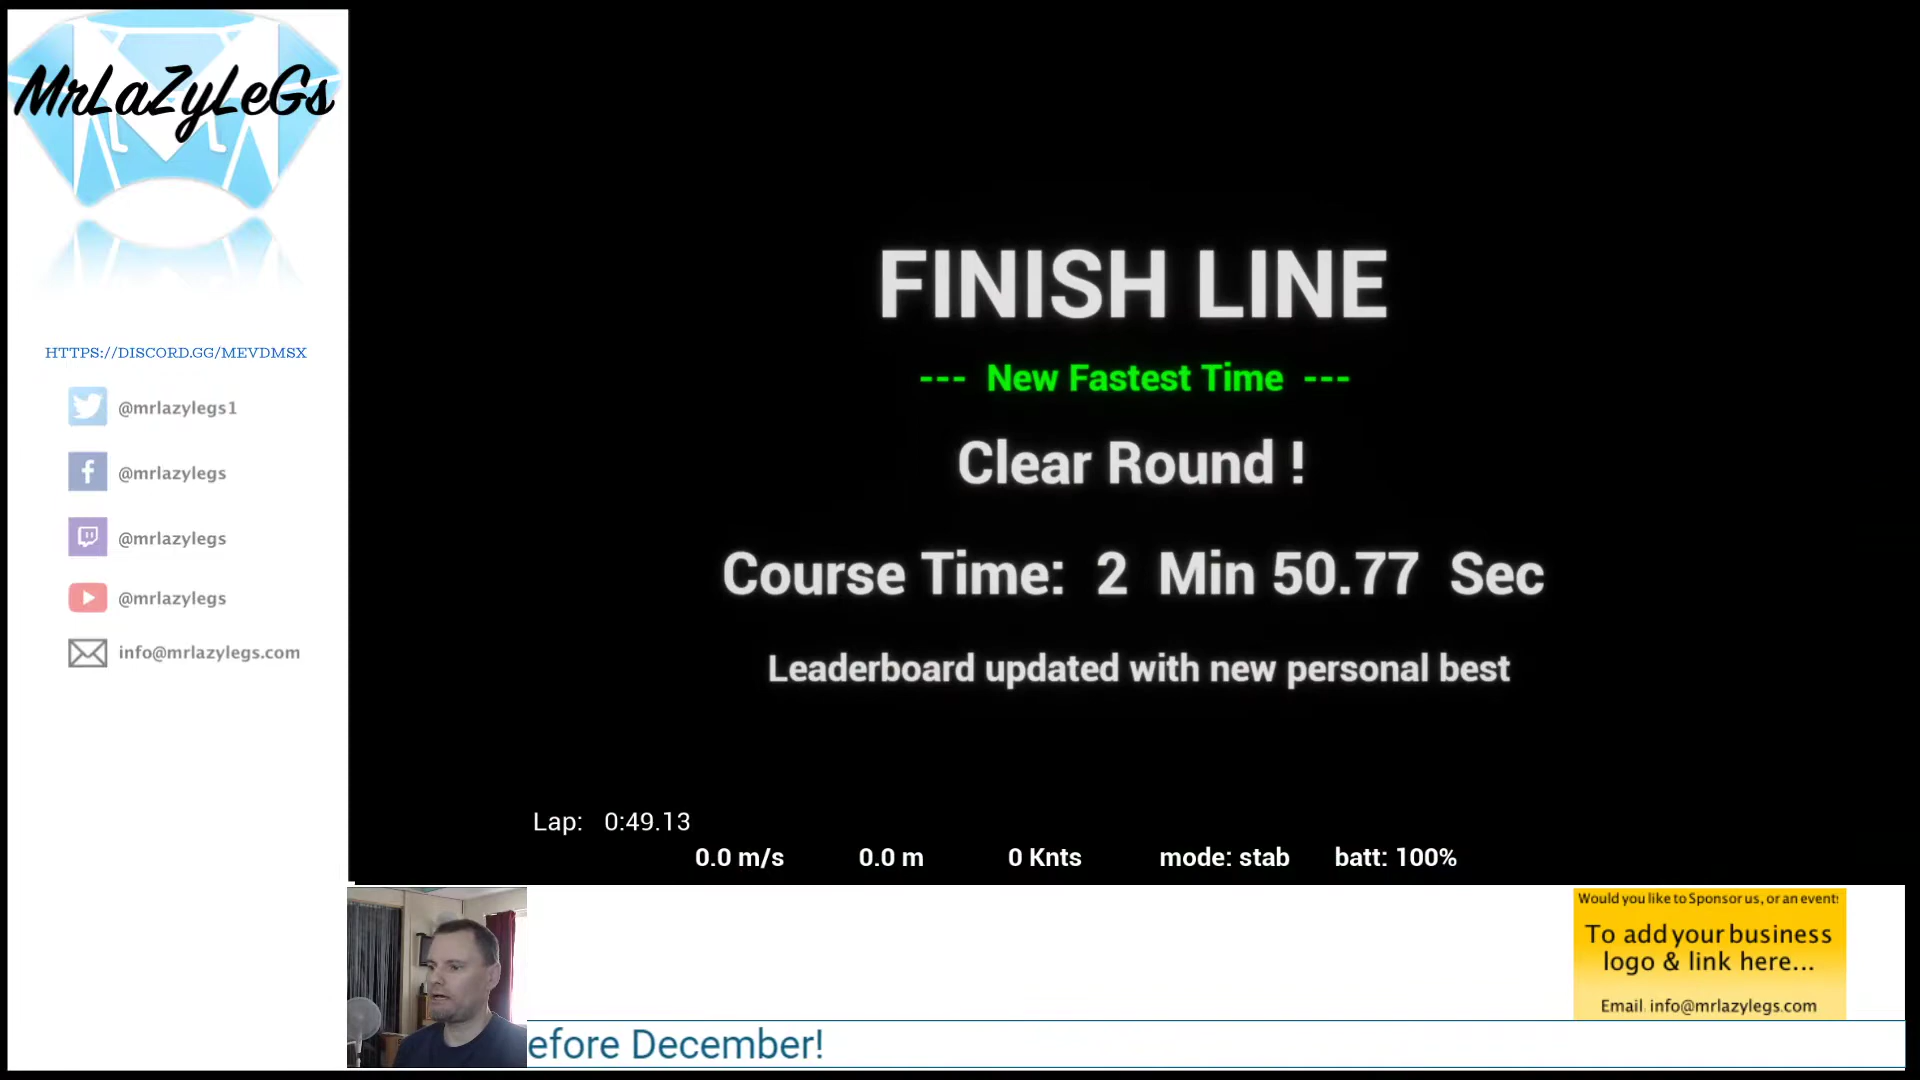 MrLaZyLeGs
HTTPS://DISCORD.GG/MEVDMSX
@mrlazylegs1
@mrlazylegs
@mrlazylegs
@mrlazylegs
info@mrlazylegs.com
FINISH LINE
--- New Fastest Time ---
Clear Round !
Course Time: 2 Min 50.77 Sec
Leaderboard updated with new personal best
Lap: 0:49.13
0.0 m/s 0.0 m 0 Knts mode: stab batt: 100%
Would you like to Sponsor us, or an event
To add your business
logo & link here...
Email. info@mrlazylegs.com
efore December!